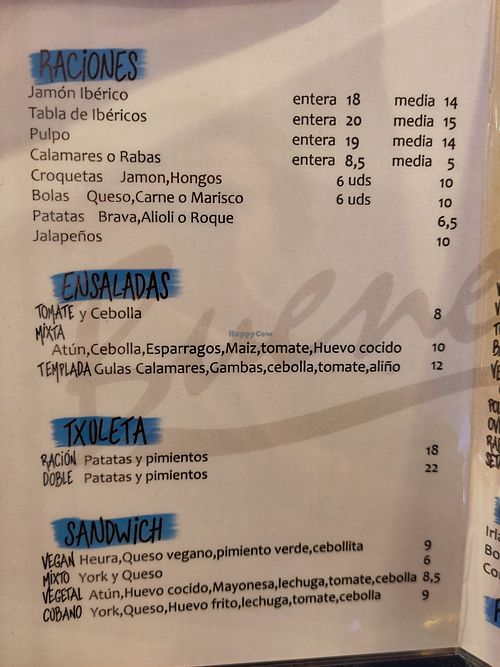 RACIONES
Jamón Ibérico entera 18 media 14
Tabla de Ibéricos entera 20 media 15
Pulpo entera 19 media 14
Calamares o Rabas entera 8,5 media 5
Croquetas Jamon,Hongos 6 uds 10
Bolas Queso,Carne o Marisco 6 uds 10
Patatas Brava,Alioli o Roque 6,5
Jalapeños 10
ENSALADAS
TOMATE y Cebolla 8
MIXTA
Atún,Cebolla,Esparragos,Maiz,tomate,Huevo cocido 10
TEMPLADA Gulas Calamares,Gambas,cebolla,tomate,aliño 12
TXULETA
RACIÓN Patatas y pimientos 18
DOBLE Patatas y pimientos 22
SANDWICH
VEGAN Heura,Queso vegano,pimiento verde,cebollita 9
MIXTO York y Queso 6
VEGETAL Atún,Huevo cocido,Mayonesa,lechuga,tomate,cebolla 8,5
CUBANO York,Queso,Huevo frito,lechuga,tomate,cebolla 9
Buene
HappyCow